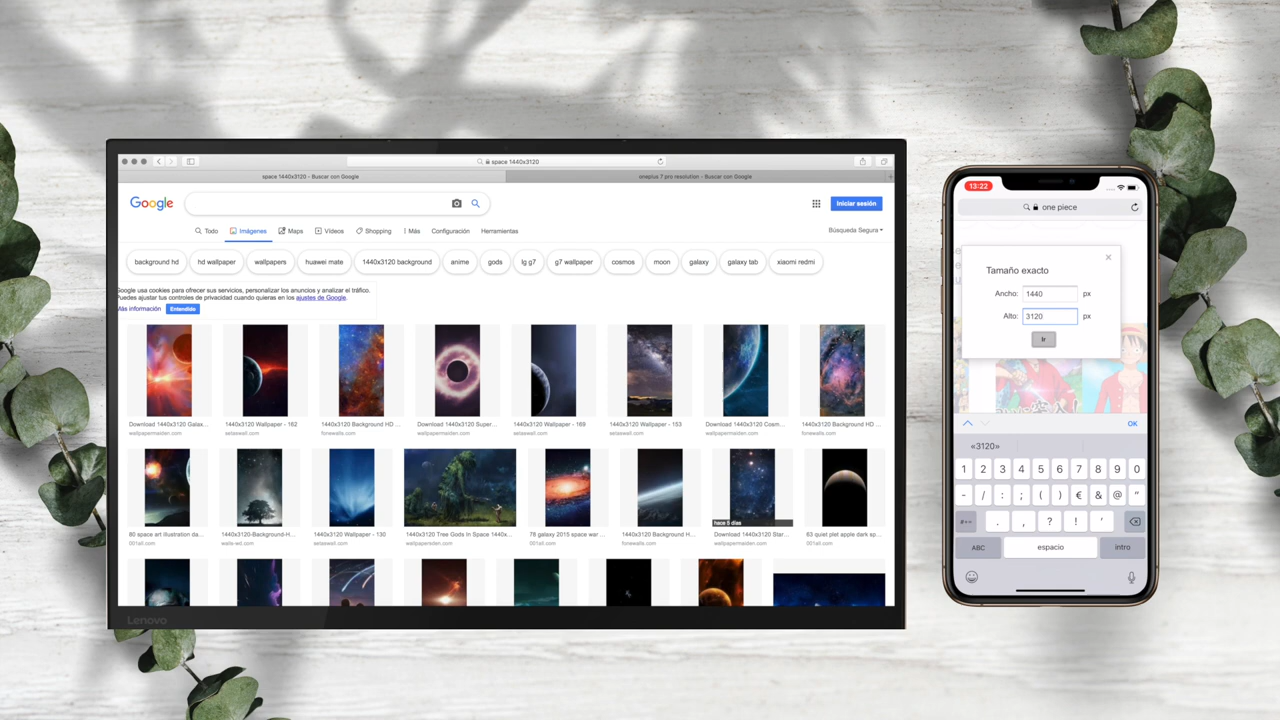 space 1440x3120
space 1440x3120 - Buscar con Google
oneplus 7 pro resolution - Buscar con Google
Google
Iniciar sesión
Todo
Imágenes
Maps
Vídeos
Shopping
Más
Configuración
Herramientas
Búsqueda Segura
background hd
hd wallpaper
wallpapers
huawei mate
1440x3120 background
anime
gods
lg g7
g7 wallpaper
cosmos
moon
galaxy
galaxy tab
xiaomi redmi
Google usa cookies para ofrecer sus servicios, personalizar los anuncios y analizar el tráfico.
Puedes ajustar tus controles de privacidad cuando quieras en los ajustes de Google.
Más información
Entendido
Download 1440x3120 Galax...
wallpapermaiden.com
1440x3120 Wallpaper - 162
setaswall.com
1440x3120 Background HD ...
fonewalls.com
Download 1440x3120 Super...
wallpapermaiden.com
1440x3120 Wallpaper - 169
setaswall.com
1440x3120 Wallpaper - 153
setaswall.com
Download 1440x3120 Cosm...
wallpapermaiden.com
1440x3120 Background HD ...
fonewalls.com
hace 5 días
80 space art illustration da...
001all.com
1440x3120-Background-H...
walls-ed.com
1440x3120 Wallpaper - 130
setaswall.com
1440x3120 Tree Gods In Space 1440x...
wallpapersden.com
78 galaxy 2015 space war ...
001all.com
1440x3120 Background H...
fonewalls.com
Download 1440x3120 Star...
wallpapermaiden.com
63 quiet plet apple dark sp...
001all.com
Lenovo
13:22
one piece
Tamaño exacto
Ancho: 1440 px
Alto: 3120 px
Ir
OK
«3120»
1 2 3 4 5 6 7 8 9 0
- / : ; ( ) € & @ "
#+= . , ? ! '
ABC espacio intro